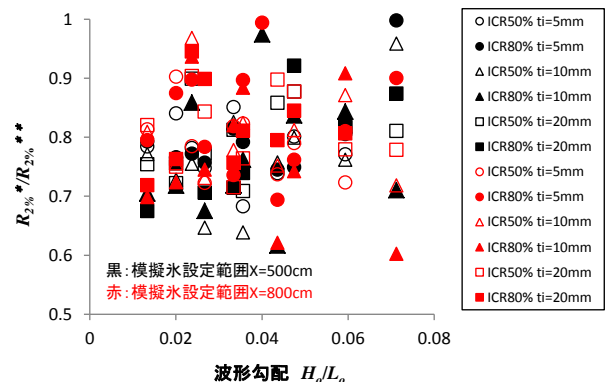 R2%*/R2%**
1
0.9
0.8
0.7
0.6
0.5
黒:模擬氷設定範囲X=500cm
赤:模擬氷設定範囲X=800cm
0
0.02
0.04
0.06
0.08
波形勾配 Ho/Lo
ICR50% ti=5mm
ICR80% ti=5mm
ICR50% ti=10mm
ICR80% ti=10mm
ICR50% ti=20mm
ICR80% ti=20mm
ICR50% ti=5mm
ICR80% ti=5mm
ICR50% ti=10mm
ICR80% ti=10mm
ICR50% ti=20mm
ICR80% ti=20mm